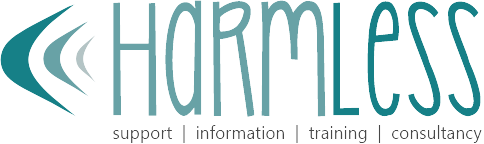 HaRMLess
support | information | training | consultancy